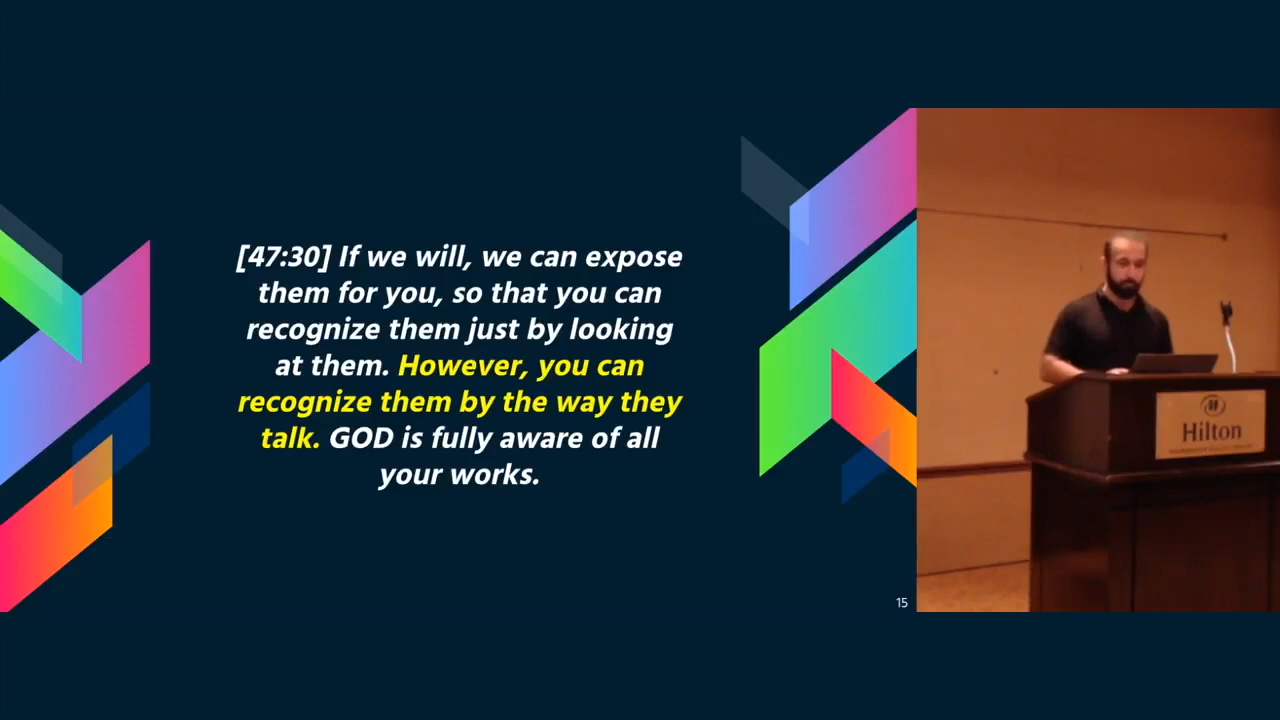 [47:30] If we will, we can expose
them for you, so that you can
recognize them just by looking
at them. However, you can
recognize them by the way they
talk. GOD is fully aware of all
your works.
15
Hilton